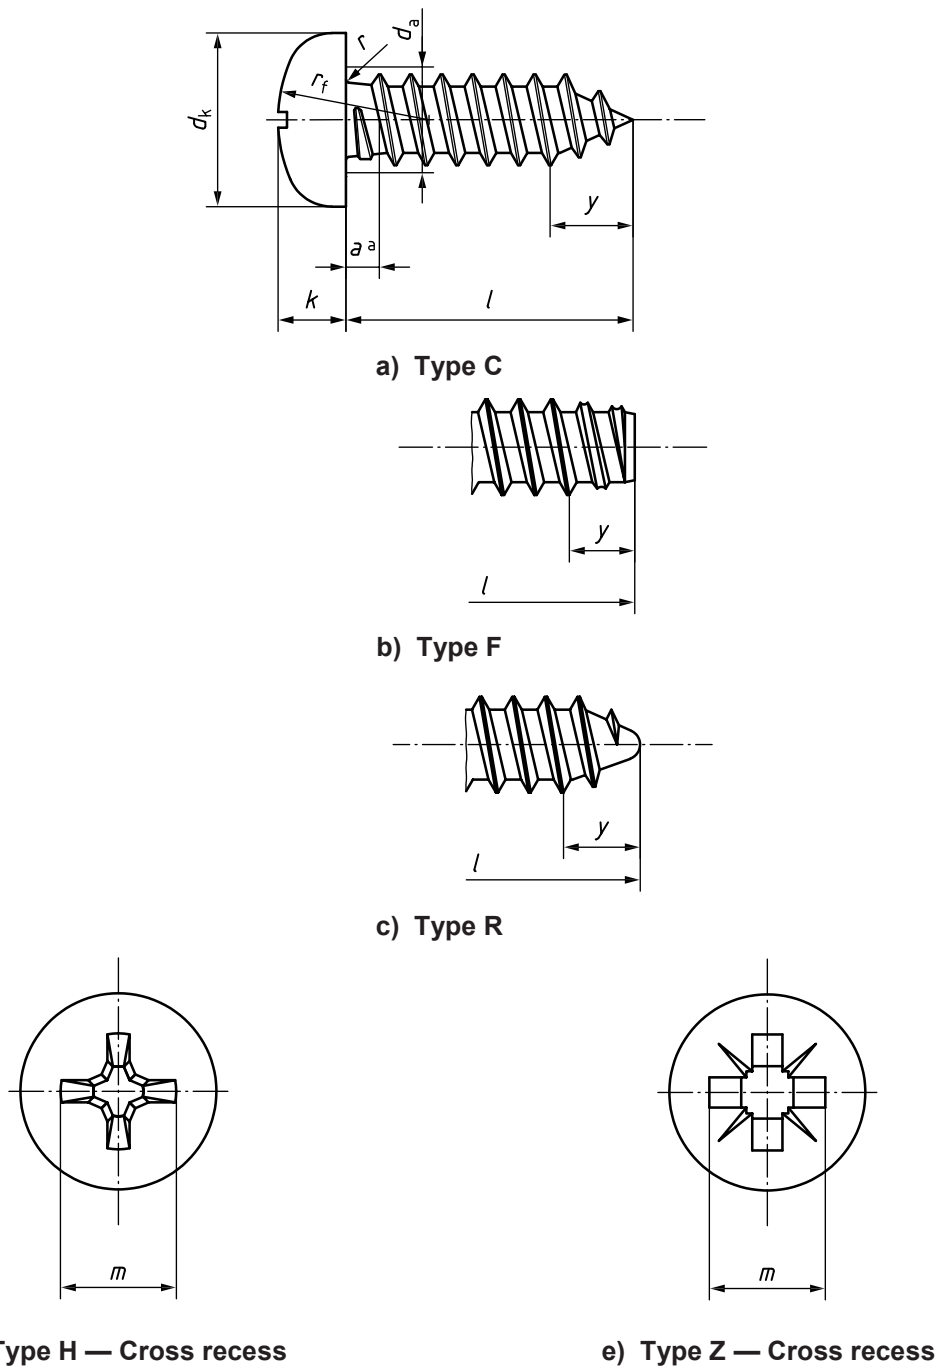 r
d_a
r_f
d_k
y
a^a
k
l
a) Type C
y
l
b) Type F
y
l
c) Type R
m
m
Type H — Cross recess
e) Type Z — Cross recess